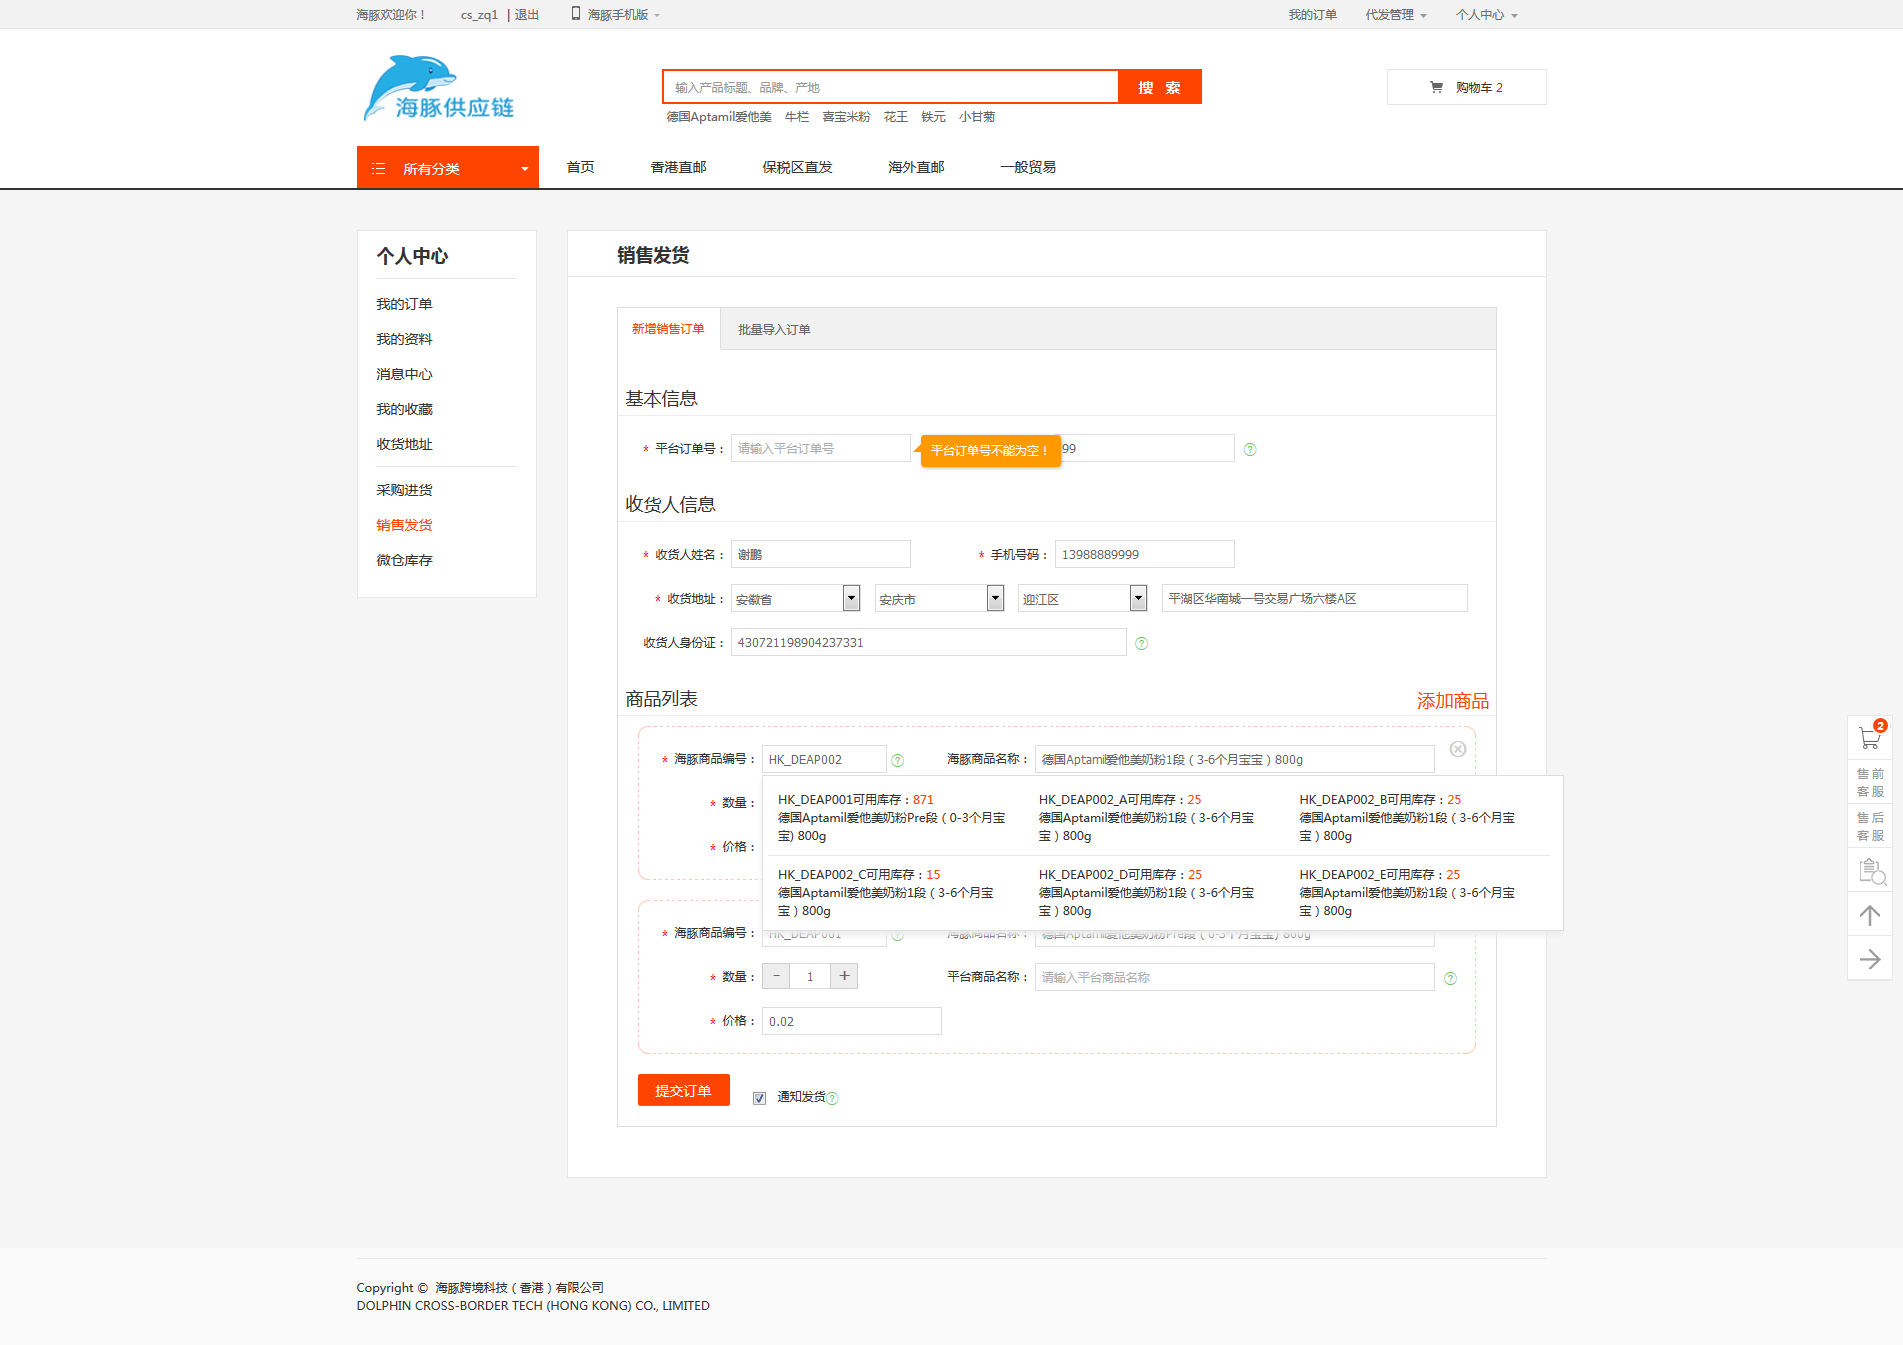 海豚欢迎你！ cs_zq1 | 退出 海豚手机版 我的订单 代发管理 个人中心
海豚供应链
输入产品标题、品牌、产地 搜 索
购物车 2
德国Aptamil爱他美 牛栏 喜宝米粉 花王 铁元 小甘菊
所有分类 首页 香港直邮 保税区直发 海外直邮 一般贸易
个人中心
我的订单
我的资料
消息中心
我的收藏
收货地址
采购进货
销售发货
微仓库存
销售发货
新增销售订单 批量导入订单
基本信息
* 平台订单号： 请输入平台订单号 平台订单号不能为空！ 99 ?
收货人信息
* 收货人姓名： 谢鹏 * 手机号码： 13988889999
* 收货地址： 安徽省 安庆市 迎江区 平湖区华南城一号交易广场六楼A区
收货人身份证： 430721198904237331 ?
商品列表 添加商品
* 海豚商品编号： HK_DEAP002 ? 海豚商品名称： 德国Aptamil爱他美奶粉1段（3-6个月宝宝）800g
* 数量：
* 价格：
HK_DEAP001可用库存：871
德国Aptamil爱他美奶粉Pre段（0-3个月宝
宝) 800g
HK_DEAP002_A可用库存：25
德国Aptamil爱他美奶粉1段（3-6个月宝
宝）800g
HK_DEAP002_B可用库存：25
德国Aptamil爱他美奶粉1段（3-6个月宝
宝）800g
HK_DEAP002_C可用库存：15
德国Aptamil爱他美奶粉1段（3-6个月宝
宝）800g
HK_DEAP002_D可用库存：25
德国Aptamil爱他美奶粉1段（3-6个月宝
宝）800g
HK_DEAP002_E可用库存：25
德国Aptamil爱他美奶粉1段（3-6个月宝
宝）800g
* 海豚商品编号： HK_DEAP001 ? 海豚商品名称： 德国Aptamil爱他美奶粉Pre段（0-3个月宝宝) 800g
* 数量： - 1 + 平台商品名称： 请输入平台商品名称 ?
* 价格： 0.02
提交订单 通知发货 ?
2
售前
客服
售后
客服
Copyright © 海豚跨境科技（香港）有限公司
DOLPHIN CROSS-BORDER TECH (HONG KONG) CO., LIMITED